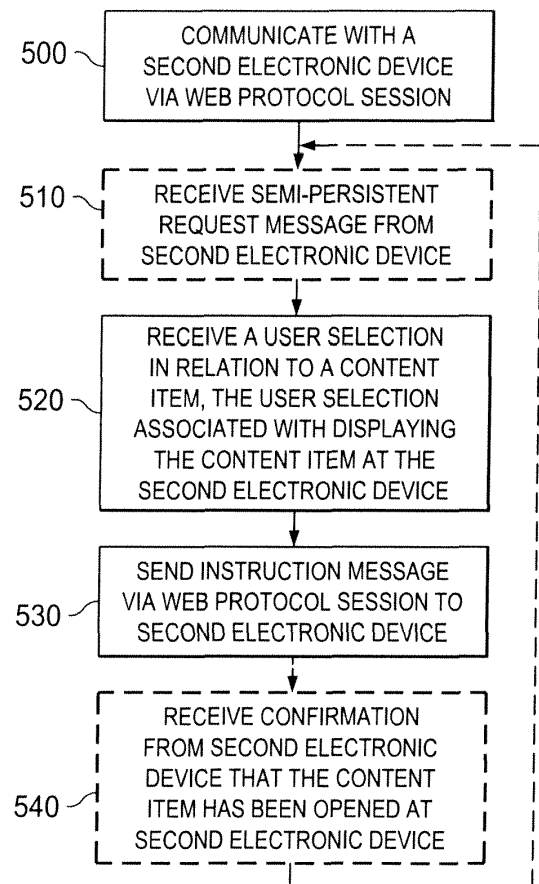 500
COMMUNICATE WITH A
SECOND ELECTRONIC DEVICE
VIA WEB PROTOCOL SESSION
510
RECEIVE SEMI-PERSISTENT
REQUEST MESSAGE FROM
SECOND ELECTRONIC DEVICE
520
RECEIVE A USER SELECTION
IN RELATION TO A CONTENT
ITEM, THE USER SELECTION
ASSOCIATED WITH DISPLAYING
THE CONTENT ITEM AT THE
SECOND ELECTRONIC DEVICE
530
SEND INSTRUCTION MESSAGE
VIA WEB PROTOCOL SESSION TO
SECOND ELECTRONIC DEVICE
540
RECEIVE CONFIRMATION
FROM SECOND ELECTRONIC
DEVICE THAT THE CONTENT
ITEM HAS BEEN OPENED AT
SECOND ELECTRONIC DEVICE